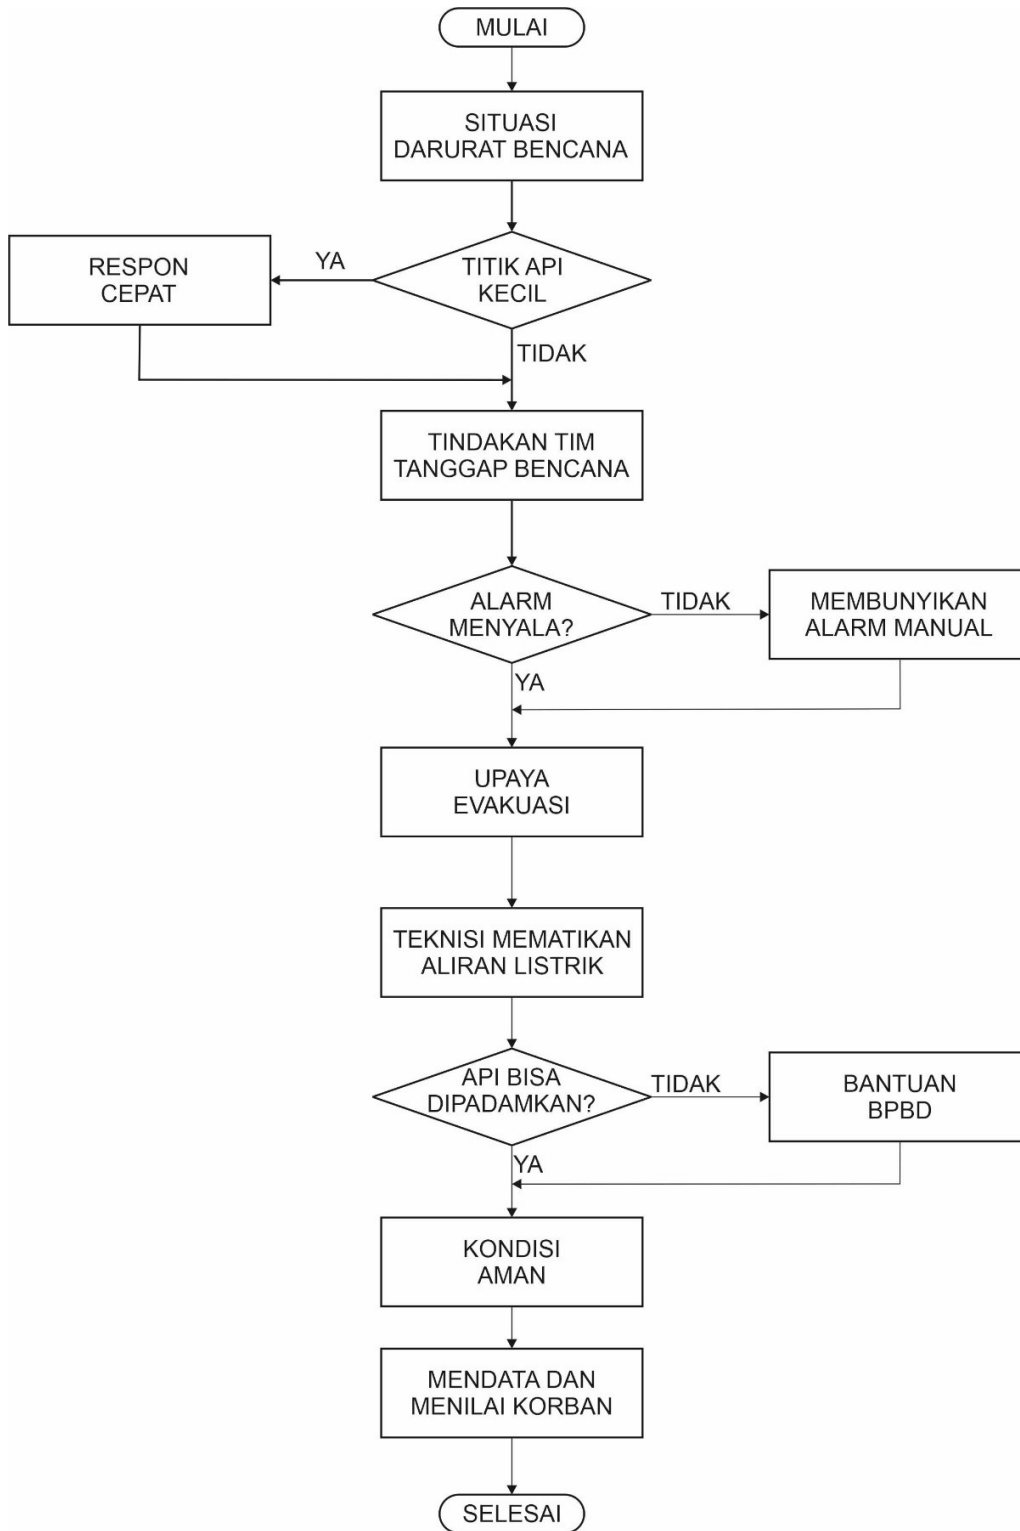 MULAI
SITUASI
DARURAT BENCANA
TITIK API
KECIL
YA
RESPON
CEPAT
TIDAK
TINDAKAN TIM
TANGGAP BENCANA
ALARM
MENYALA?
TIDAK
MEMBUNYIKAN
ALARM MANUAL
YA
UPAYA
EVAKUASI
TEKNISI MEMATIKAN
ALIRAN LISTRIK
API BISA
DIPADAMKAN?
TIDAK
BANTUAN
BPBD
YA
KONDISI
AMAN
MENDATA DAN
MENILAI KORBAN
SELESAI